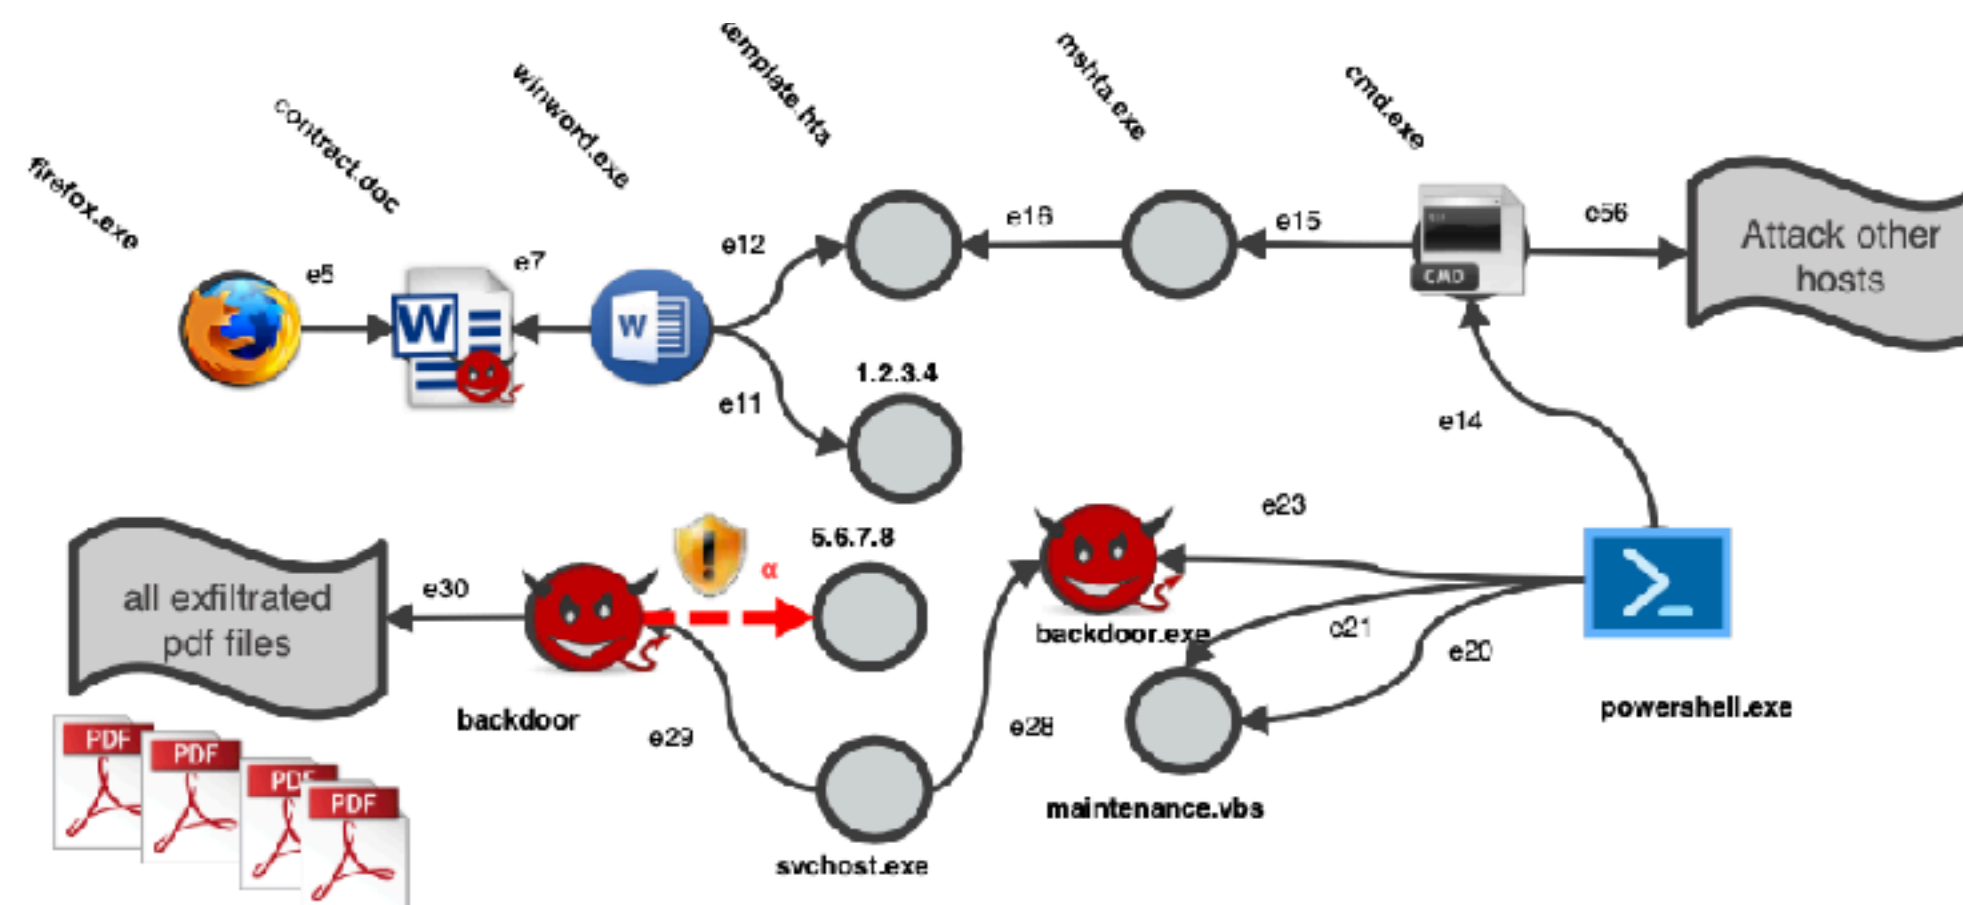 firefox.exe
contract.doc
winword.exe
template.hta
mshta.exe
cmd.exe
e5
e7
e12
e16
e15
e56
Attack other
hosts
W
W
CMD
1.2.3.4
e11
e14
e23
5.6.7.8
α
all exfiltrated
pdf files
e30
backdoor
e29
backdoor.exe
e21
e20
e28
powershell.exe
maintenance.vbs
svchost.exe
PDF
PDF
PDF
PDF